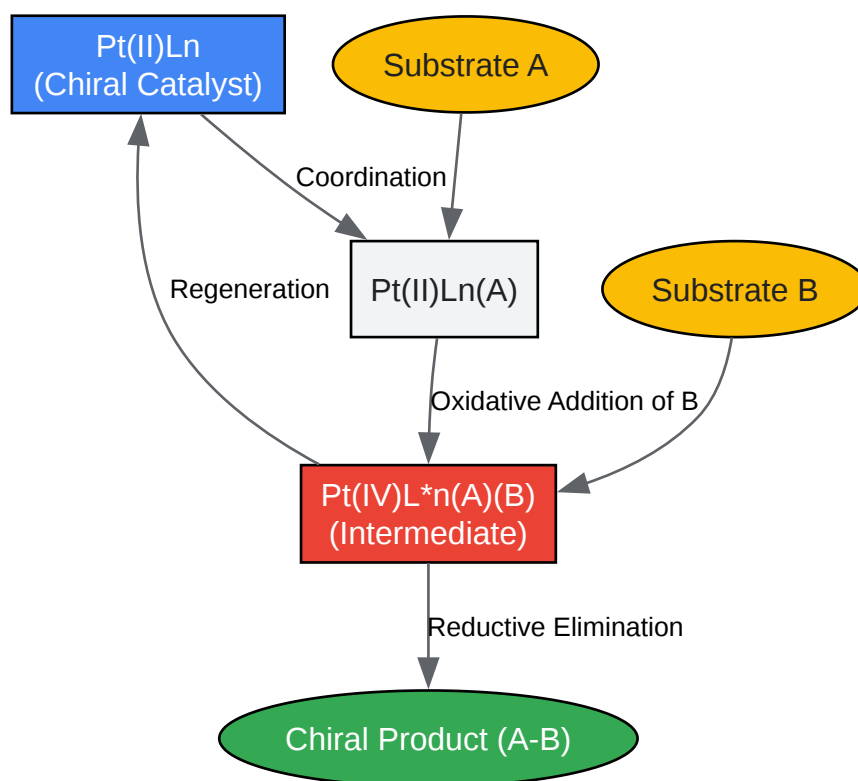 Pt(II)Ln
(Chiral Catalyst)
Substrate A
Coordination
Regeneration
Pt(II)Ln(A)
Substrate B
Oxidative Addition of B
Pt(IV)L*n(A)(B)
(Intermediate)
Reductive Elimination
Chiral Product (A-B)